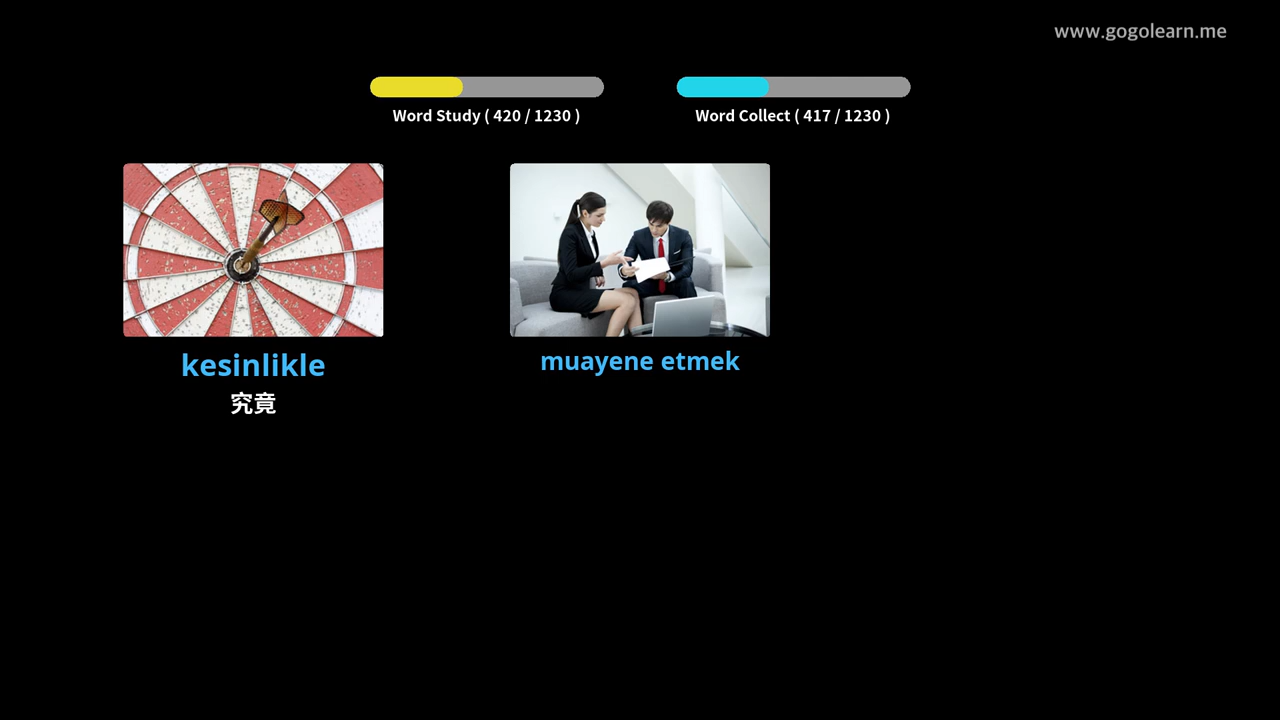 www.gogolearn.me
Word Study ( 420 / 1230 )
Word Collect ( 417 / 1230 )
kesinlikle
究竟
muayene etmek